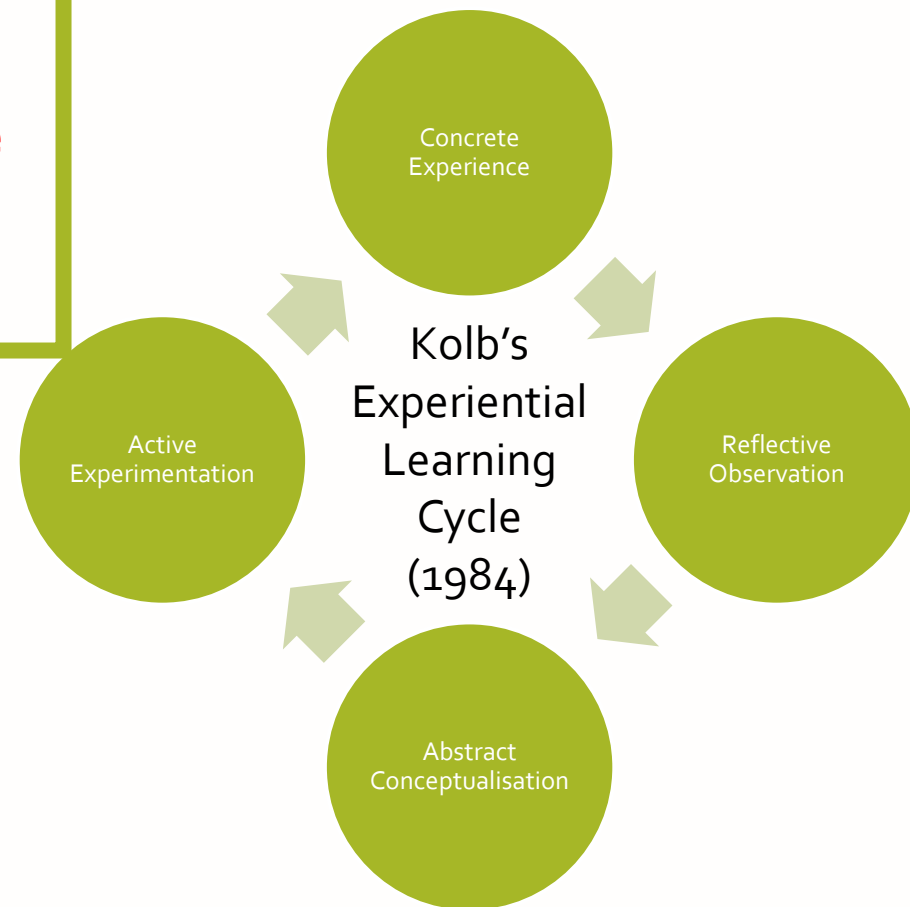 Concrete
Experience
Kolb's
Experiential
Learning
Cycle
(1984)
Active
Experimentation
Reflective
Observation
Abstract
Conceptualisation